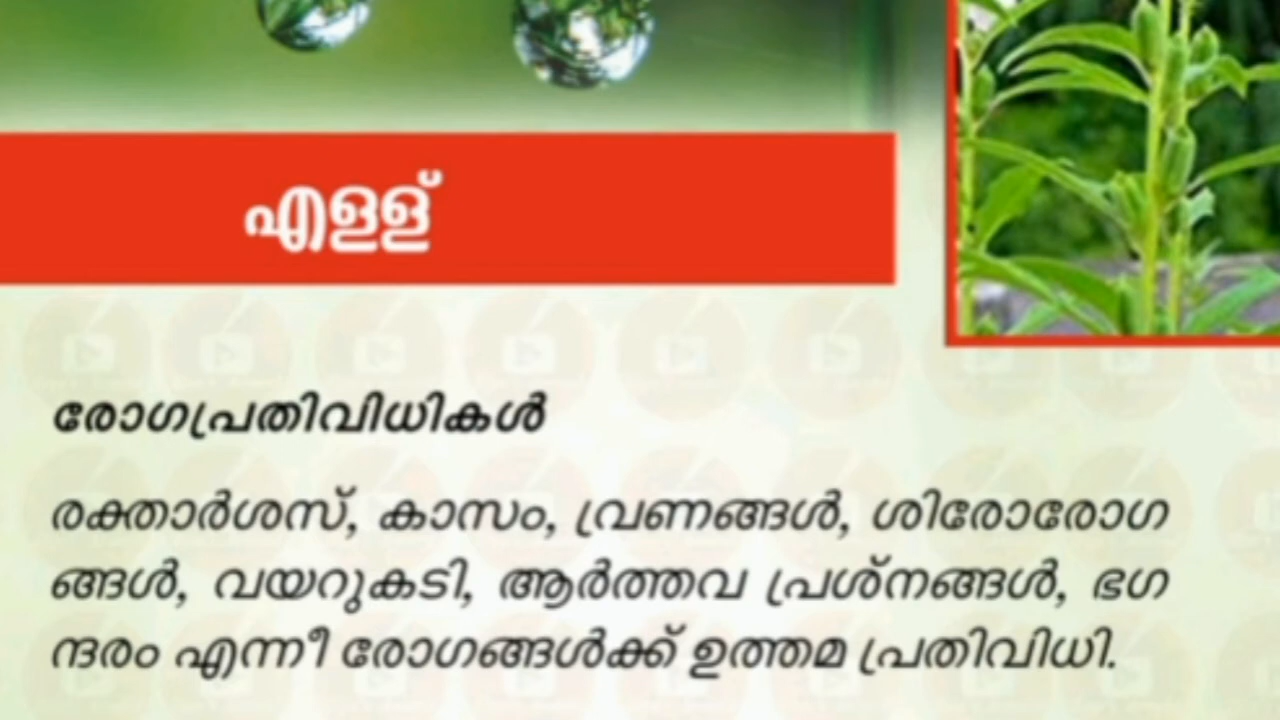 എള്ള്
രോഗപ്രതിവിധികൾ
രക്താർശസ്, കാസം, വ്രണങ്ങൾ, ശിരോരോഗ
ങ്ങൾ, വയറുകടി, ആർത്തവ പ്രശ്നങ്ങൾ, ഭഗ
ന്ദരം എന്നീ രോഗങ്ങൾക്ക് ഉത്തമ പ്രതിവിധി.